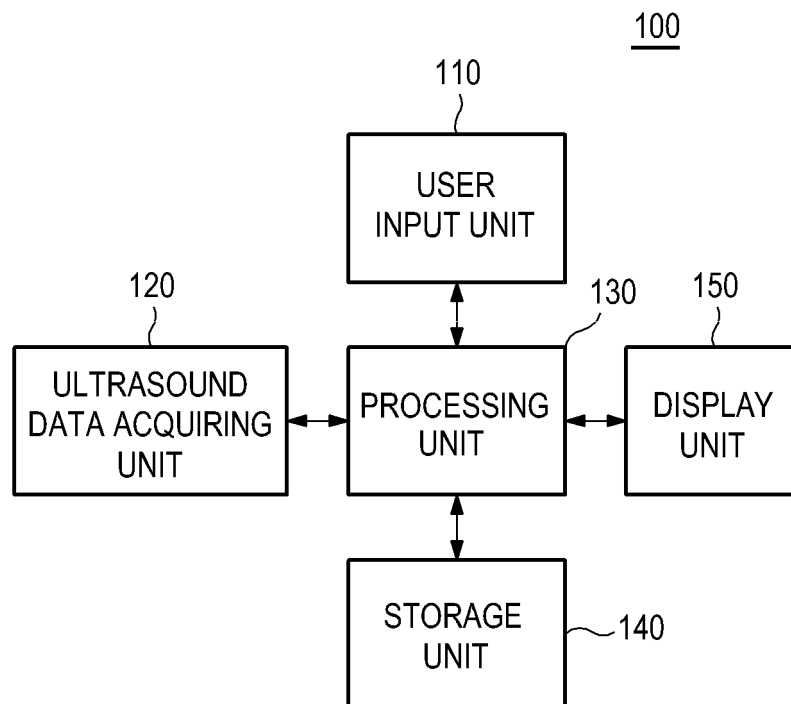 100
110
USER
INPUT UNIT
120
130
150
ULTRASOUND
DATA ACQUIRING
UNIT
PROCESSING
UNIT
DISPLAY
UNIT
STORAGE
UNIT
140